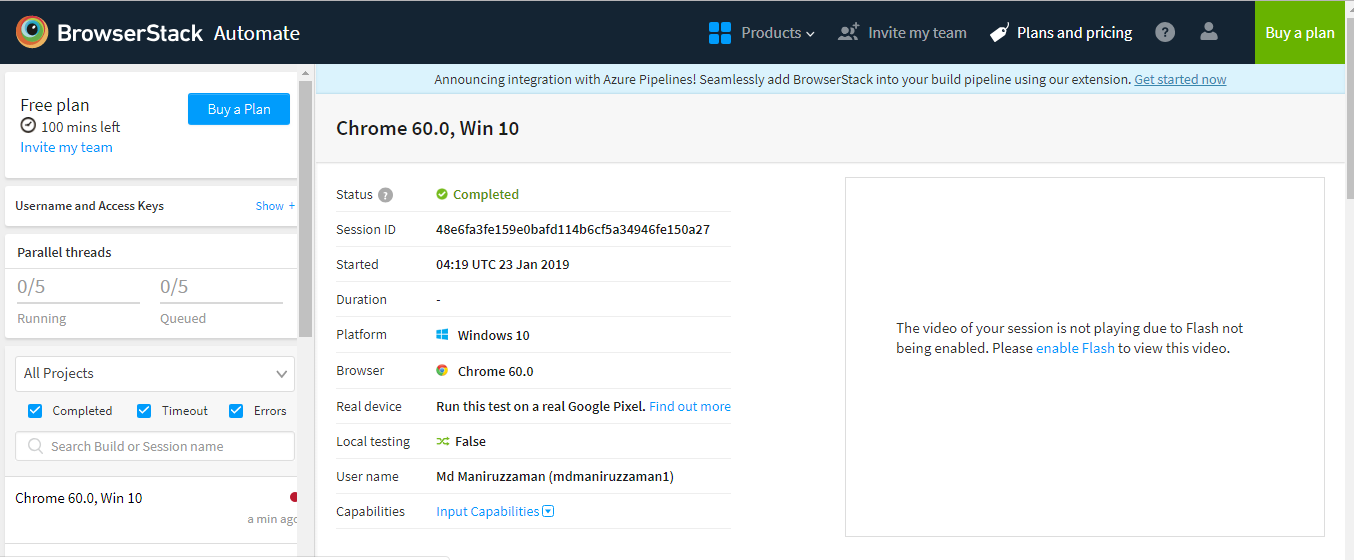 BrowserStack Automate
Products
Invite my team
Plans and pricing
?
Buy a plan
Free plan
Buy a Plan
100 mins left
Invite my team
Username and Access Keys
Show +
Parallel threads
0/5
0/5
Running
Queued
All Projects
Completed
Timeout
Errors
Search Build or Session name
Chrome 60.0, Win 10
a min ago
Announcing integration with Azure Pipelines! Seamlessly add BrowserStack into your build pipeline using our extension. Get started now
Chrome 60.0, Win 10
Status ?
Completed
Session ID
48e6fa3fe159e0bafd114b6cf5a34946fe150a27
Started
04:19 UTC 23 Jan 2019
Duration
-
Platform
Windows 10
Browser
Chrome 60.0
Real device
Run this test on a real Google Pixel. Find out more
Local testing
False
User name
Md Maniruzzaman (mdmaniruzzaman1)
Capabilities
Input Capabilities
The video of your session is not playing due to Flash not
being enabled. Please enable Flash to view this video.